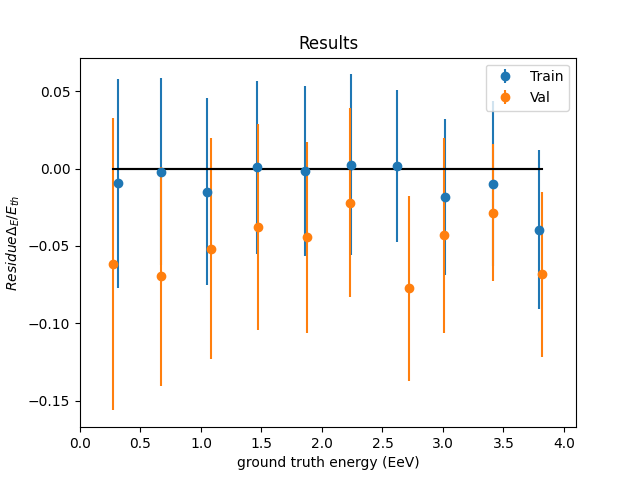 Results
Train
Val
0.05
0.00
−0.05
−0.10
−0.15
Residue Δ_E/E_th
0.0 0.5 1.0 1.5 2.0 2.5 3.0 3.5 4.0
ground truth energy (EeV)